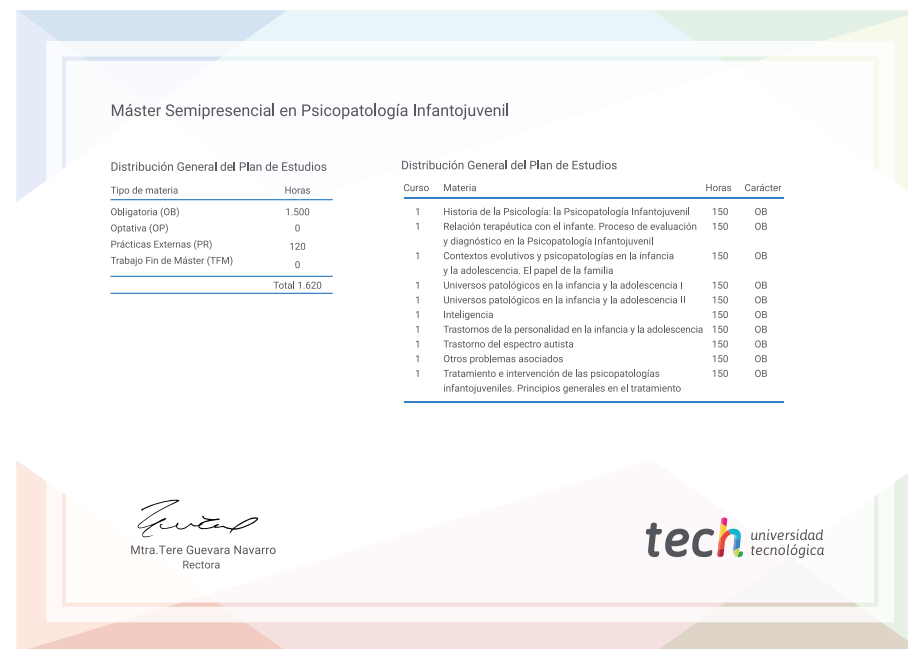 Máster Semipresencial en Psicopatología Infantojuvenil
Distribución General del Plan de Estudios
Tipo de materia Horas
Obligatoria (OB) 1.500
Optativa (OP) 0
Prácticas Externas (PR) 120
Trabajo Fin de Máster (TFM) 0
Total 1.620
Distribución General del Plan de Estudios
Curso Materia Horas Carácter
1 Historia de la Psicología: la Psicopatología Infantojuvenil 150 OB
1 Relación terapéutica con el infante. Proceso de evaluación 150 OB
y diagnóstico en la Psicopatología Infantojuvenil
1 Contextos evolutivos y psicopatologías en la infancia 150 OB
y la adolescencia. El papel de la familia
1 Universos patológicos en la infancia y la adolescencia I 150 OB
1 Universos patológicos en la infancia y la adolescencia II 150 OB
1 Inteligencia 150 OB
1 Trastornos de la personalidad en la infancia y la adolescencia 150 OB
1 Trastorno del espectro autista 150 OB
1 Otros problemas asociados 150 OB
1 Tratamiento e intervención de las psicopatologías 150 OB
infantojuveniles. Principios generales en el tratamiento
Mtra.Tere Guevara Navarro
Rectora
tech universidad
tecnológica